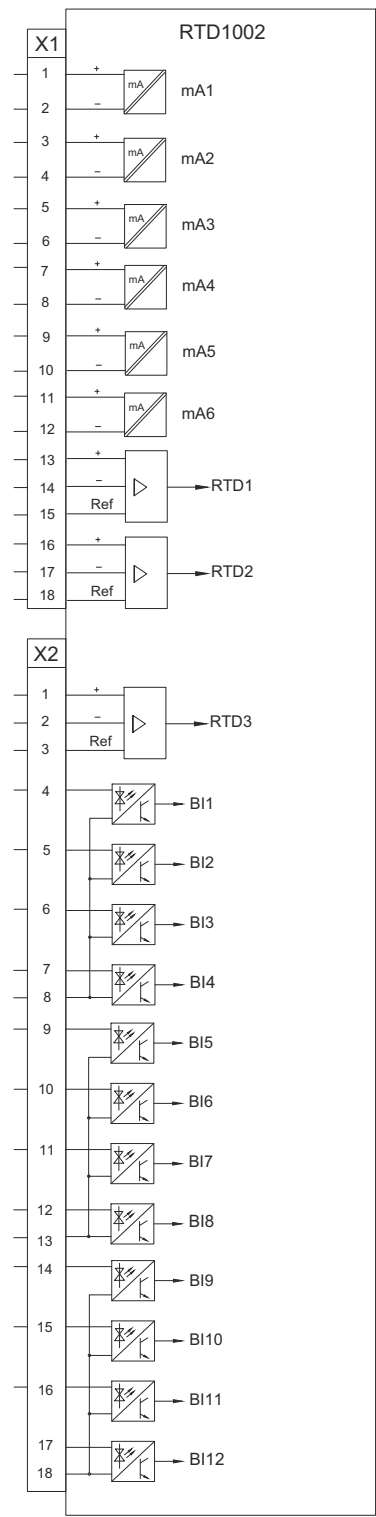 RTD1002
X1
1 + mA mA1
2 –
3 + mA mA2
4 –
5 + mA mA3
6 –
7 + mA mA4
8 –
9 + mA mA5
10 –
11 + mA mA6
12 –
13 +
14 – RTD1
15 Ref
16 +
17 – RTD2
18 Ref
X2
1 +
2 – RTD3
3 Ref
4 BI1
5 BI2
6 BI3
7 BI4
8
9 BI5
10 BI6
11 BI7
12 BI8
13
14 BI9
15 BI10
16 BI11
17 BI12
18